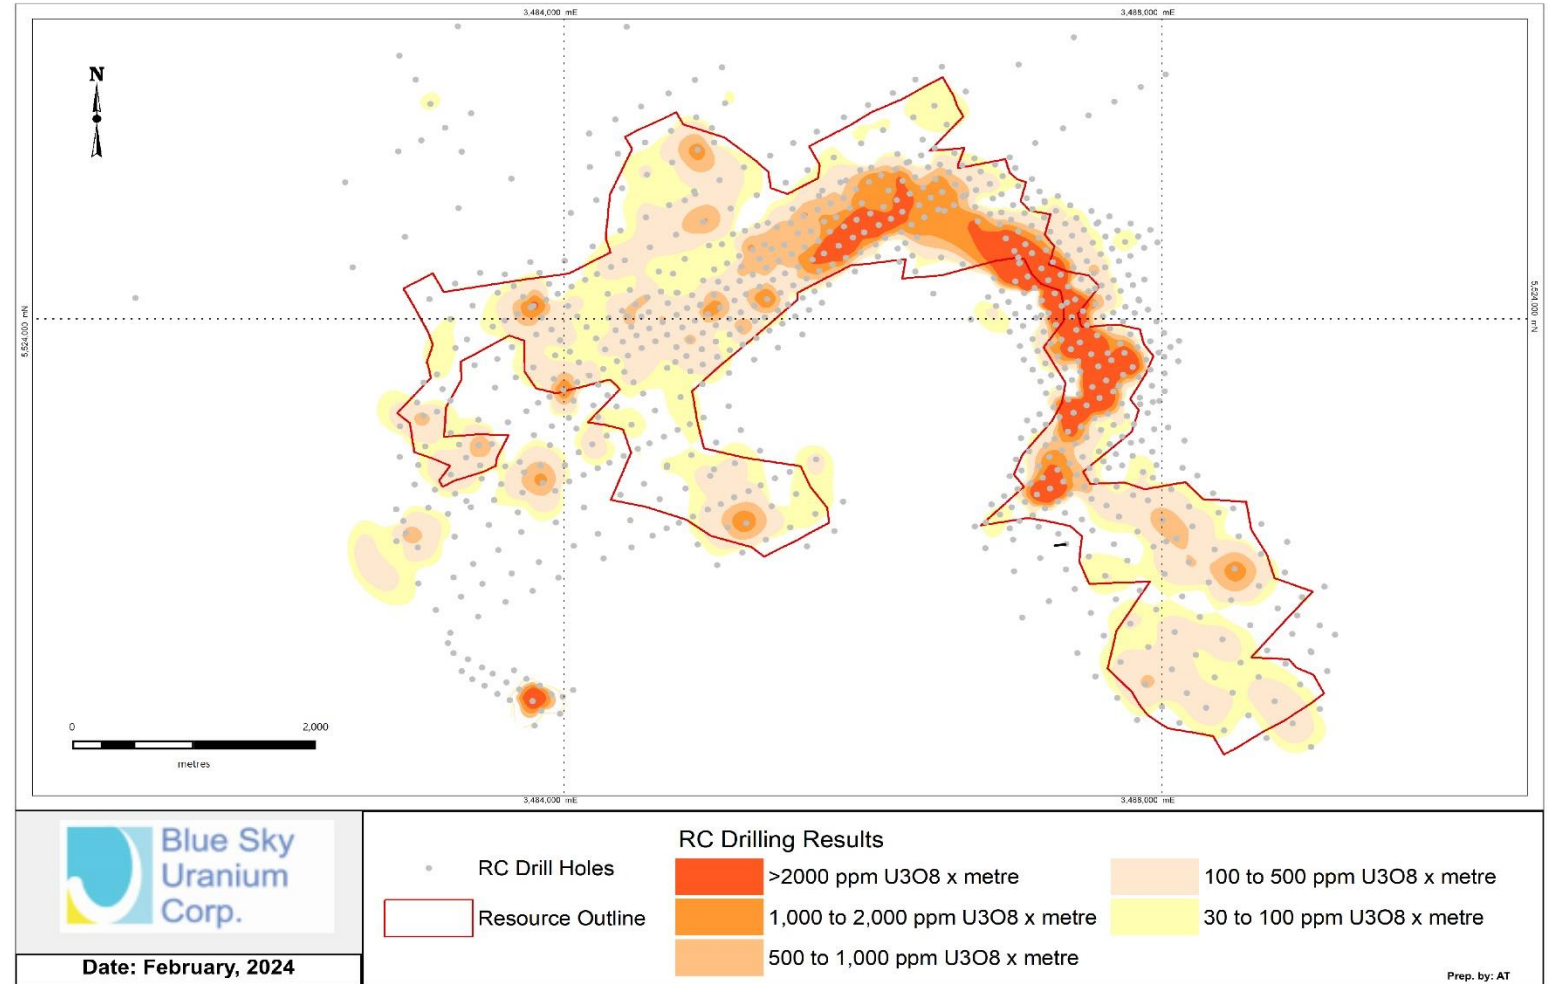 3,484,000 mE
3,488,000 mE
N
5,524,000 mN
5,524,000 mN
0
2,000
metres
3,484,000 mE
3,488,000 mE
Blue Sky
Uranium
Corp.
Date: February, 2024
RC Drill Holes
Resource Outline
RC Drilling Results
>2000 ppm U3O8 x metre
1,000 to 2,000 ppm U3O8 x metre
500 to 1,000 ppm U3O8 x metre
100 to 500 ppm U3O8 x metre
30 to 100 ppm U3O8 x metre
Prep. by: AT